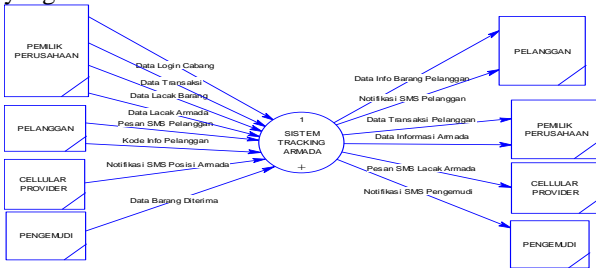 PEMILIK
PERUSAHAAN
PELANGGAN
CELLULAR
PROVIDER
PENGEMUDI
Data Login Cabang
Data Transaksi
Data Lacak Barang
Data Lacak Armada
Pesan SMS Pelanggan
Kode Info Pelanggan
Notifikasi SMS Posisi Armada
Data Barang Diterima
1
SISTEM
TRACKING
ARMADA
+
Data Info Barang Pelanggan
Notifikasi SMS Pelanggan
Data Transaksi Pelanggan
Data Informasi Armada
Pesan SMS Lacak Armada
Notifikasi SMS Pengemudi
PELANGGAN
PEMILIK
PERUSAHAAN
CELLULAR
PROVIDER
PENGEMUDI